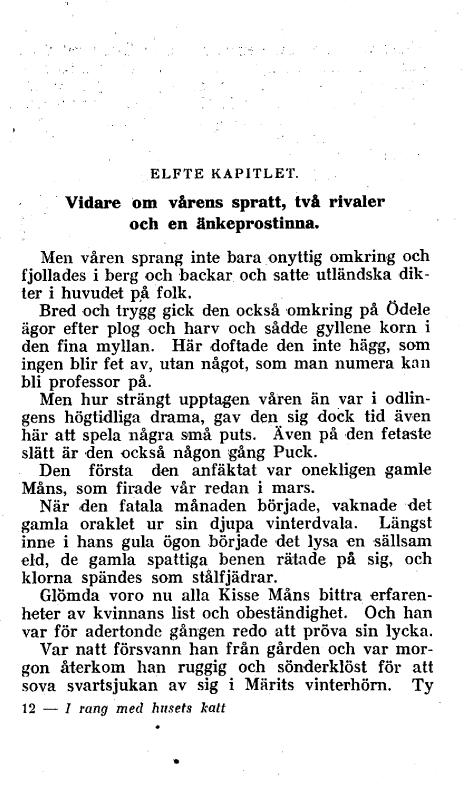 ELFTE KAPITLET.
Vidare om vårens spratt, två rivaler
och en änkeprostinna.
Men våren sprang inte bara onyttig omkring och
fjollades i berg och backar och satte utländska dik-
ter i huvudet på folk.
Bred och trygg gick den också omkring på Ödele
ägor efter plog och harv och sådde gyllene korn i
den fina myllan. Här doftade den inte hägg, som
ingen blir fet av, utan något, som man numera kan
bli professor på.
Men hur strängt upptagen våren än var i odlin-
gens högtidliga drama, gav den sig dock tid även
här att spela några små puts. Även på den fetaste
slätt är den också någon gång Puck.
Den första den anfäktat var onekligen gamle
Måns, som firade vår redan i mars.
När den fatala månaden började, vaknade det
gamla oraklet ur sin djupa vinterdvala. Längst
inne i hans gula ögon började det lysa en sällsam
eld, de gamla spattiga benen rätade på sig, och
klorna spändes som stålfjädrar.
Glömda voro nu alla Kisse Måns bittra erfaren-
heter av kvinnans list och obeständighet. Och han
var för adertonde gången redo att pröva sin lycka.
Var natt försvann han från gården och var mor-
gon återkom han ruggig och sönderklöst för att
sova svartsjukan av sig i Märits vinterhörn. Ty
12 — I rang med husets katt